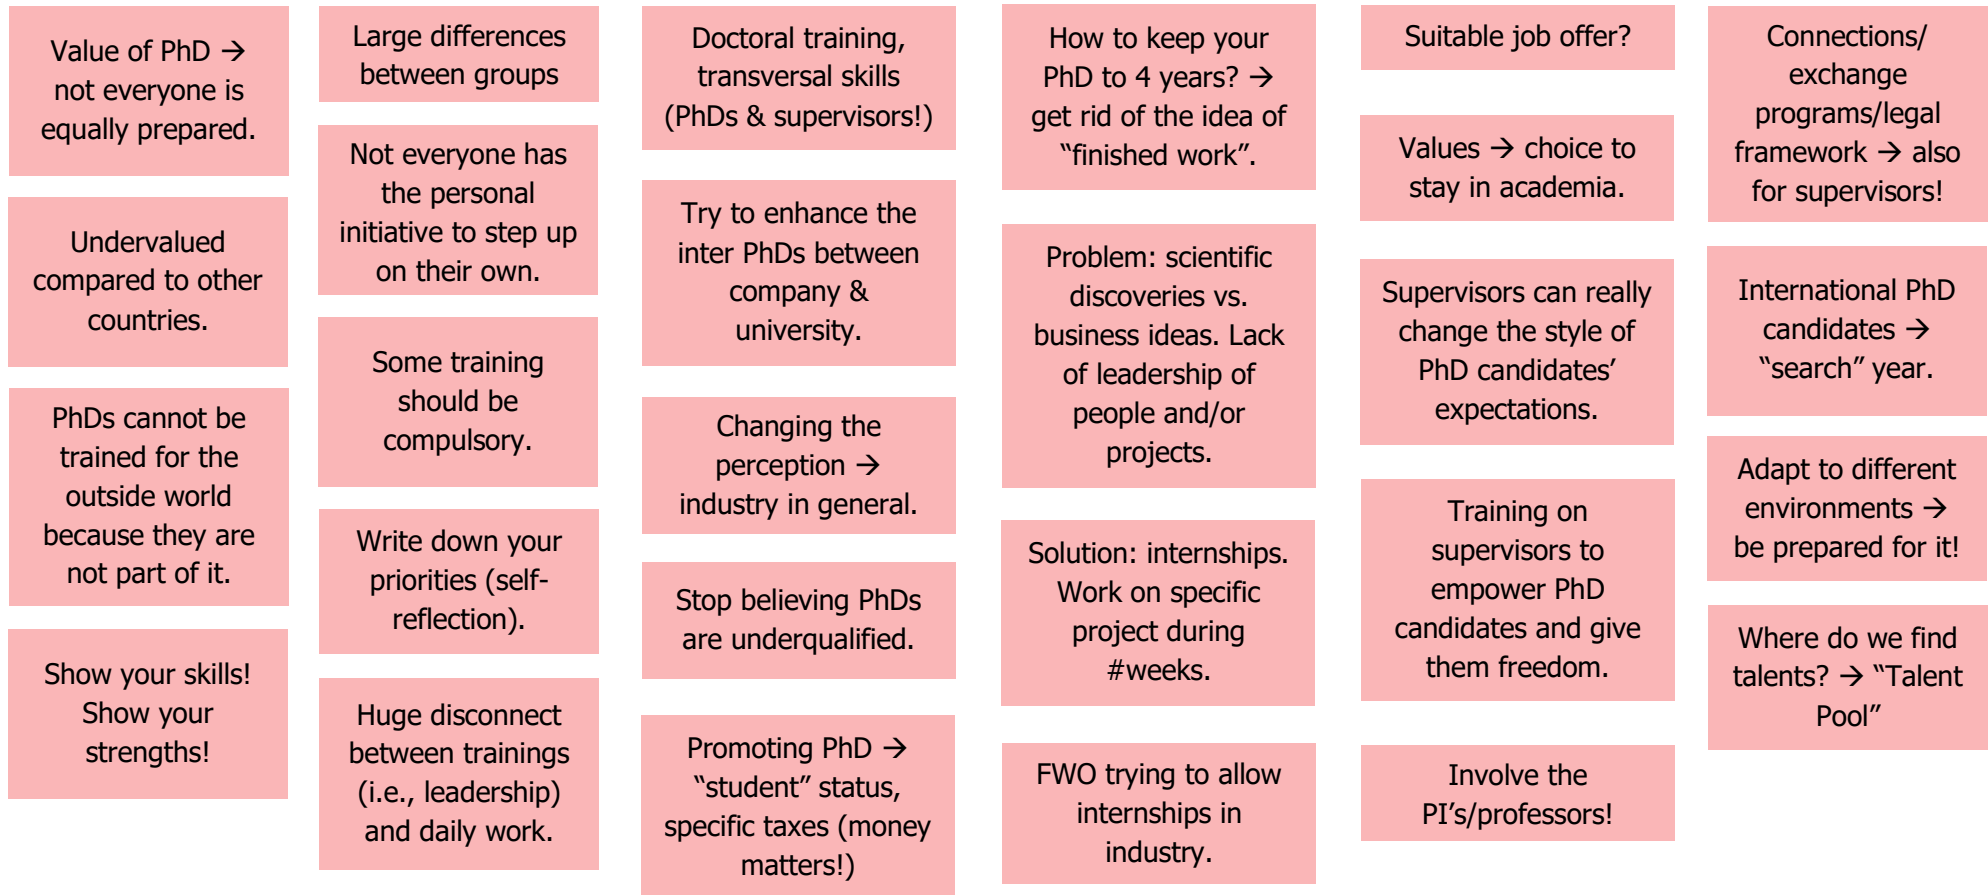 Value of PhD →
not everyone is
equally prepared.
Undervalued
compared to other
countries.
PhDs cannot be
trained for the
outside world
because they are
not part of it.
Show your skills!
Show your
strengths!
Large differences
between groups
Not everyone has
the personal
initiative to step up
on their own.
Some training
should be
compulsory.
Write down your
priorities (self-
reflection).
Huge disconnect
between trainings
(i.e., leadership)
and daily work.
Doctoral training,
transversal skills
(PhDs & supervisors!)
Try to enhance the
inter PhDs between
company &
university.
Changing the
perception →
industry in general.
Stop believing PhDs
are underqualified.
Promoting PhD →
“student” status,
specific taxes (money
matters!)
How to keep your
PhD to 4 years? →
get rid of the idea of
“finished work”.
Problem: scientific
discoveries vs.
business ideas. Lack
of leadership of
people and/or
projects.
Solution: internships.
Work on specific
project during
#weeks.
FWO trying to allow
internships in
industry.
Suitable job offer?
Values → choice to
stay in academia.
Supervisors can really
change the style of
PhD candidates’
expectations.
Training on
supervisors to
empower PhD
candidates and give
them freedom.
Involve the
PI’s/professors!
Connections/
exchange
programs/legal
framework → also
for supervisors!
International PhD
candidates →
“search” year.
Adapt to different
environments →
be prepared for it!
Where do we find
talents? → “Talent
Pool”